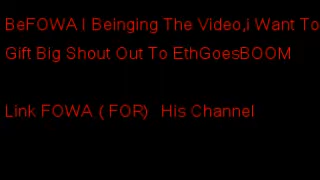 BeFOWA I Beinging The Video,i Want To
Gift Big Shout Out To EthGoesBOOM
Link FOWA ( FOR) His Channel